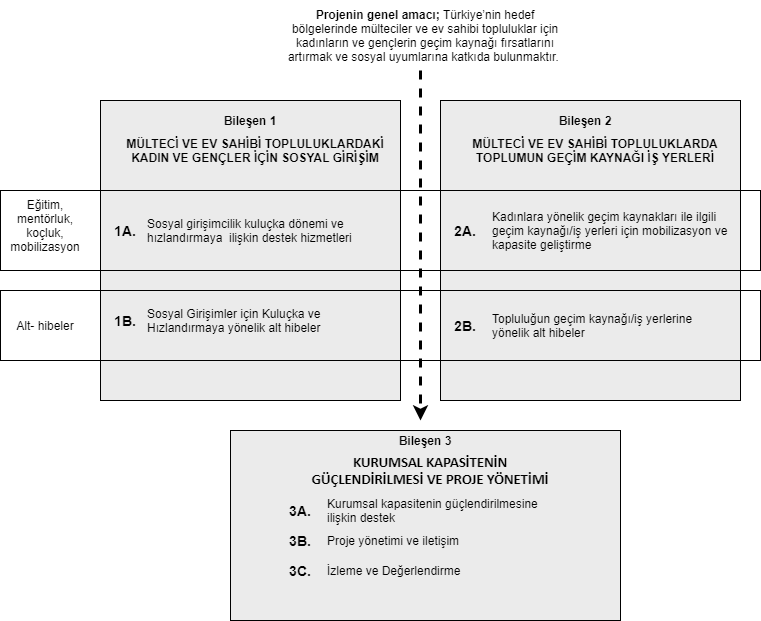 Projenin genel amacı; Türkiye'nin hedef
bölgelerinde mülteciler ve ev sahibi topluluklar için
kadınların ve gençlerin geçim kaynağı fırsatlarını
artırmak ve sosyal uyumlarına katkıda bulunmaktır.
Bileşen 1
MÜLTECİ VE EV SAHİBİ TOPLULUKLARDAKİ
KADIN VE GENÇLER İÇİN SOSYAL GİRİŞİM
Bileşen 2
MÜLTECİ VE EV SAHİBİ TOPLULUKLARDA
TOPLUMUN GEÇİM KAYNAĞI İŞ YERLERİ
Eğitim,
mentörluk,
koçluk,
mobilizasyon
1A.
Sosyal girişimcilik kuluçka dönemi ve
hızlandırmaya ilişkin destek hizmetleri
2A.
Kadınlara yönelik geçim kaynakları ile ilgili
geçim kaynağı/iş yerleri için mobilizasyon ve
kapasite geliştirme
Alt- hibeler
1B.
Sosyal Girişimler için Kuluçka ve
Hızlandırmaya yönelik alt hibeler
2B.
Topluluğun geçim kaynağı/iş yerlerine
yönelik alt hibeler
Bileşen 3
KURUMSAL KAPASİTENİN
GÜÇLENDİRİLMESİ VE PROJE YÖNETİMİ
3A.
Kurumsal kapasitenin güçlendirilmesine
ilişkin destek
3B.
Proje yönetimi ve iletişim
3C.
İzleme ve Değerlendirme